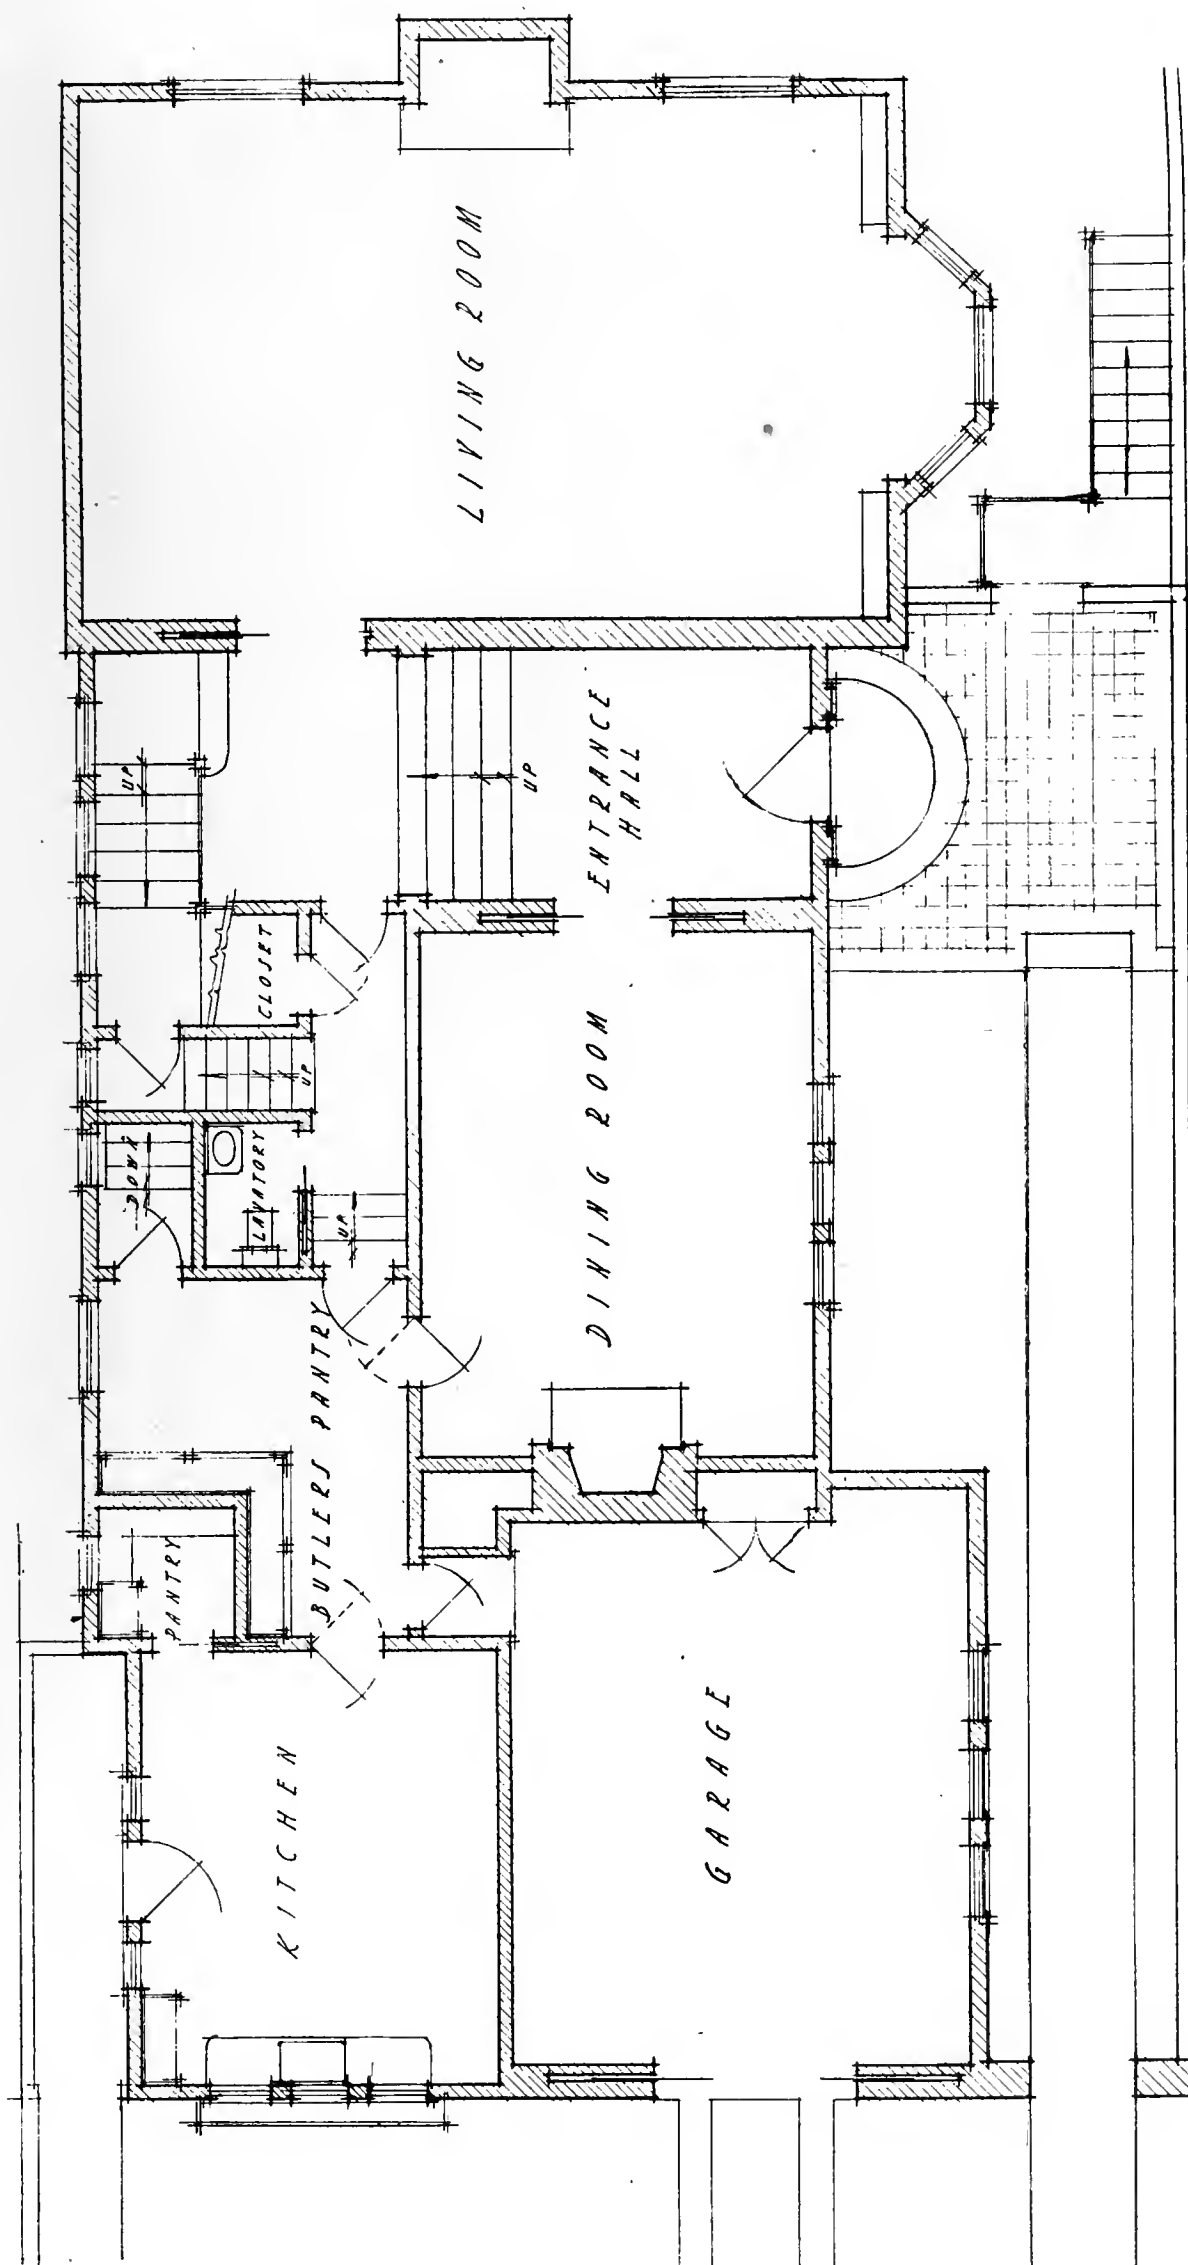 LIVING ROOM
UP
UP
ENTRANCE
HALL
CLOSET
UP
DOWN
LAVATORY
UP
DINING ROOM
BUTLERS PANTRY
PANTRY
KITCHEN
GARAGE